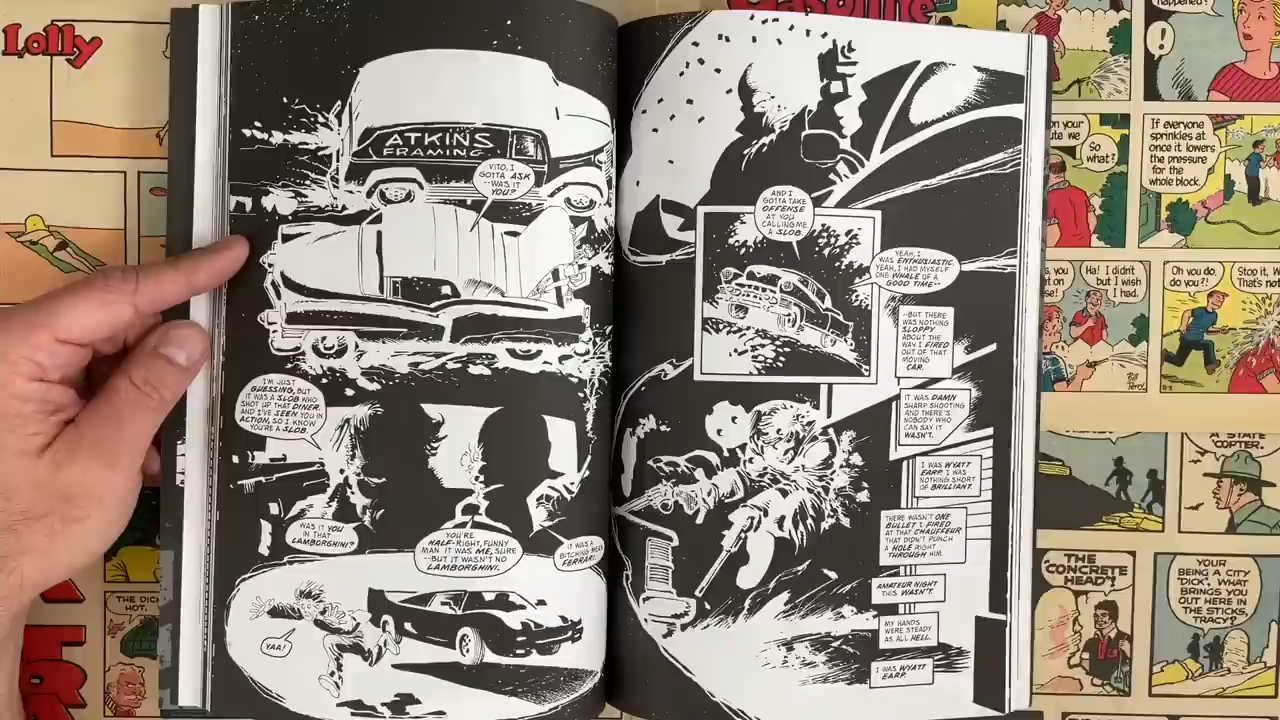 Lolly
Gasoline
happened?
!
on your
So
what?
If everyone
sprinkles at
once it lowers
the pressure
for the
whole block.
Ha! I didn't
but I wish
I had.
Oh you do,
do you?!
Stop it, W
That's not
ATKINS
FRAMING
VITO, I
GOTTA ASK
--WAS IT
YOU?
I'M JUST
GUESSING, BUT
IT WAS A SLOB WHO
SHOT UP THAT DINER.
AND I'VE SEEN YOU IN
ACTION, SO I KNOW
YOU'RE A SLOB.
WAS IT YOU
IN THAT
LAMBORGHINI?
YOU'RE
HALF-RIGHT, FUNNY
MAN. IT WAS ME, SURE
--BUT IT WASN'T NO
LAMBORGHINI.
IT WAS A
BITCHING MEAN
FERRARI.
YAA!
AND I
GOTTA TAKE
OFFENSE
AT YOU
CALLING ME
A SLOB.
YEAH, I
WAS ENTHUSIASTIC.
YEAH, I HAD MYSELF
ONE WHALE OF A
GOOD TIME--
--BUT THERE
WAS NOTHING
SLOPPY
ABOUT THE
WAY I FIRED
OUT OF THAT
MOVING
CAR.
IT WAS DAMN
SHARP SHOOTING
AND THERE'S
NOBODY WHO
CAN SAY IT
WASN'T.
I WAS WYATT
EARP. I WAS
NOTHING SHORT
OF BRILLIANT.
THERE WASN'T ONE
BULLET I FIRED
AT THAT CHAUFFEUR
THAT DIDN'T PUNCH
A HOLE RIGHT
THROUGH HIM.
AMATEUR NIGHT
THIS WASN'T.
MY HANDS
WERE STEADY
AS ALL HELL.
I WAS WYATT
EARP.
A STATE
COPTER.
"THE
CONCRETE
HEAD"!
YOUR
BEING A CITY
"DICK", WHAT
BRINGS YOU
OUT HERE IN
THE STICKS,
TRACY?
THE DIC
HOT.